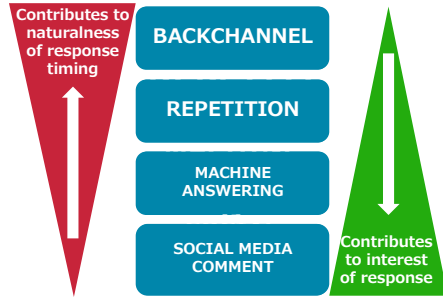 Contributes to
naturalness
of response
timing
BACKCHANNEL
REPETITION
MACHINE
ANSWERING
SOCIAL MEDIA
COMMENT
Contributes
to interest
of response